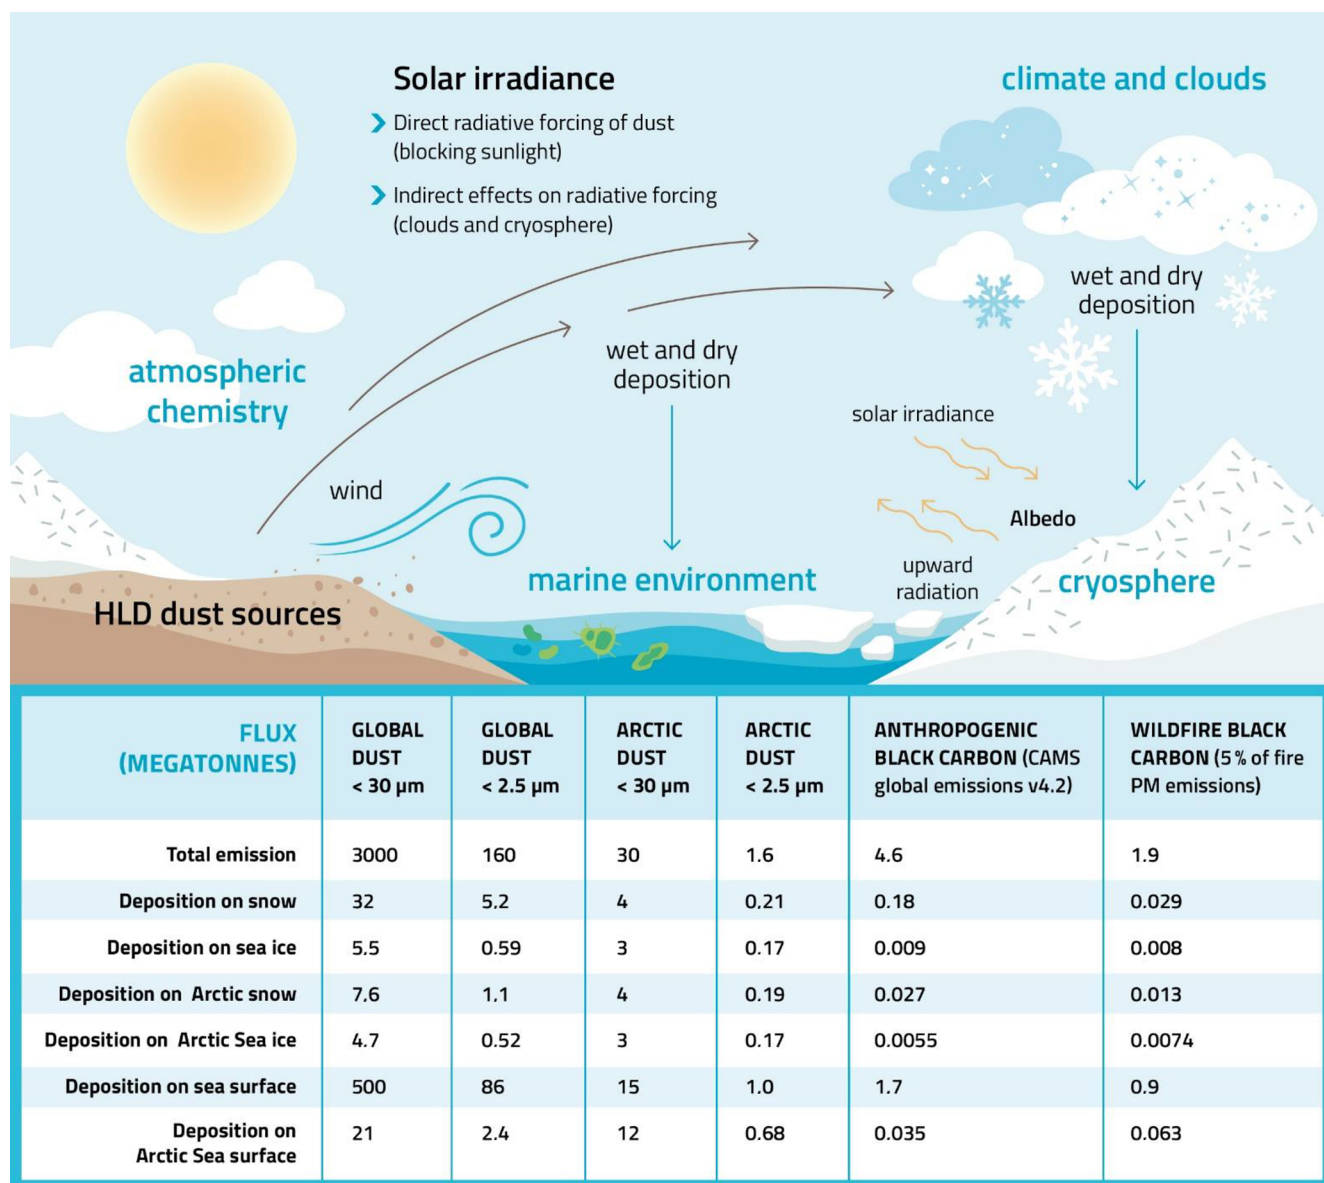 Solar irradiance
Direct radiative forcing of dust
(blocking sunlight)
Indirect effects on radiative forcing
(clouds and cryosphere)
climate and clouds
wet and dry
deposition
wet and dry
deposition
atmospheric
chemistry
solar irradiance
wind
Albedo
upward
radiation
marine environment
cryosphere
HLD dust sources
FLUX
(MEGATONNES)
GLOBAL
DUST
< 30 µm
GLOBAL
DUST
< 2.5 µm
ARCTIC
DUST
< 30 µm
ARCTIC
DUST
< 2.5 µm
ANTHROPOGENIC
BLACK CARBON (CAMS
global emissions v4.2)
WILDFIRE BLACK
CARBON (5 % of fire
PM emissions)
Total emission 3000 160 30 1.6 4.6 1.9
Deposition on snow 32 5.2 4 0.21 0.18 0.029
Deposition on sea ice 5.5 0.59 3 0.17 0.009 0.008
Deposition on Arctic snow 7.6 1.1 4 0.19 0.027 0.013
Deposition on Arctic Sea ice 4.7 0.52 3 0.17 0.0055 0.0074
Deposition on sea surface 500 86 15 1.0 1.7 0.9
Deposition on
Arctic Sea surface 21 2.4 12 0.68 0.035 0.063